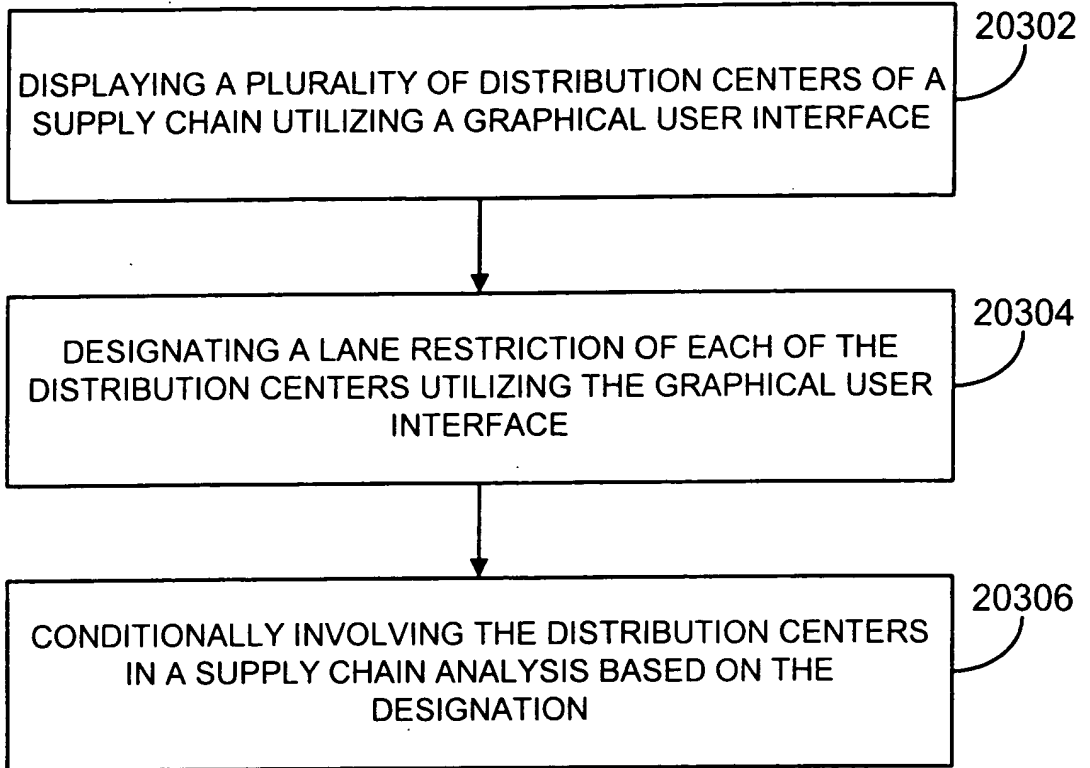 20302
DISPLAYING A PLURALITY OF DISTRIBUTION CENTERS OF A
SUPPLY CHAIN UTILIZING A GRAPHICAL USER INTERFACE
20304
DESIGNATING A LANE RESTRICTION OF EACH OF THE
DISTRIBUTION CENTERS UTILIZING THE GRAPHICAL USER
INTERFACE
20306
CONDITIONALLY INVOLVING THE DISTRIBUTION CENTERS
IN A SUPPLY CHAIN ANALYSIS BASED ON THE
DESIGNATION